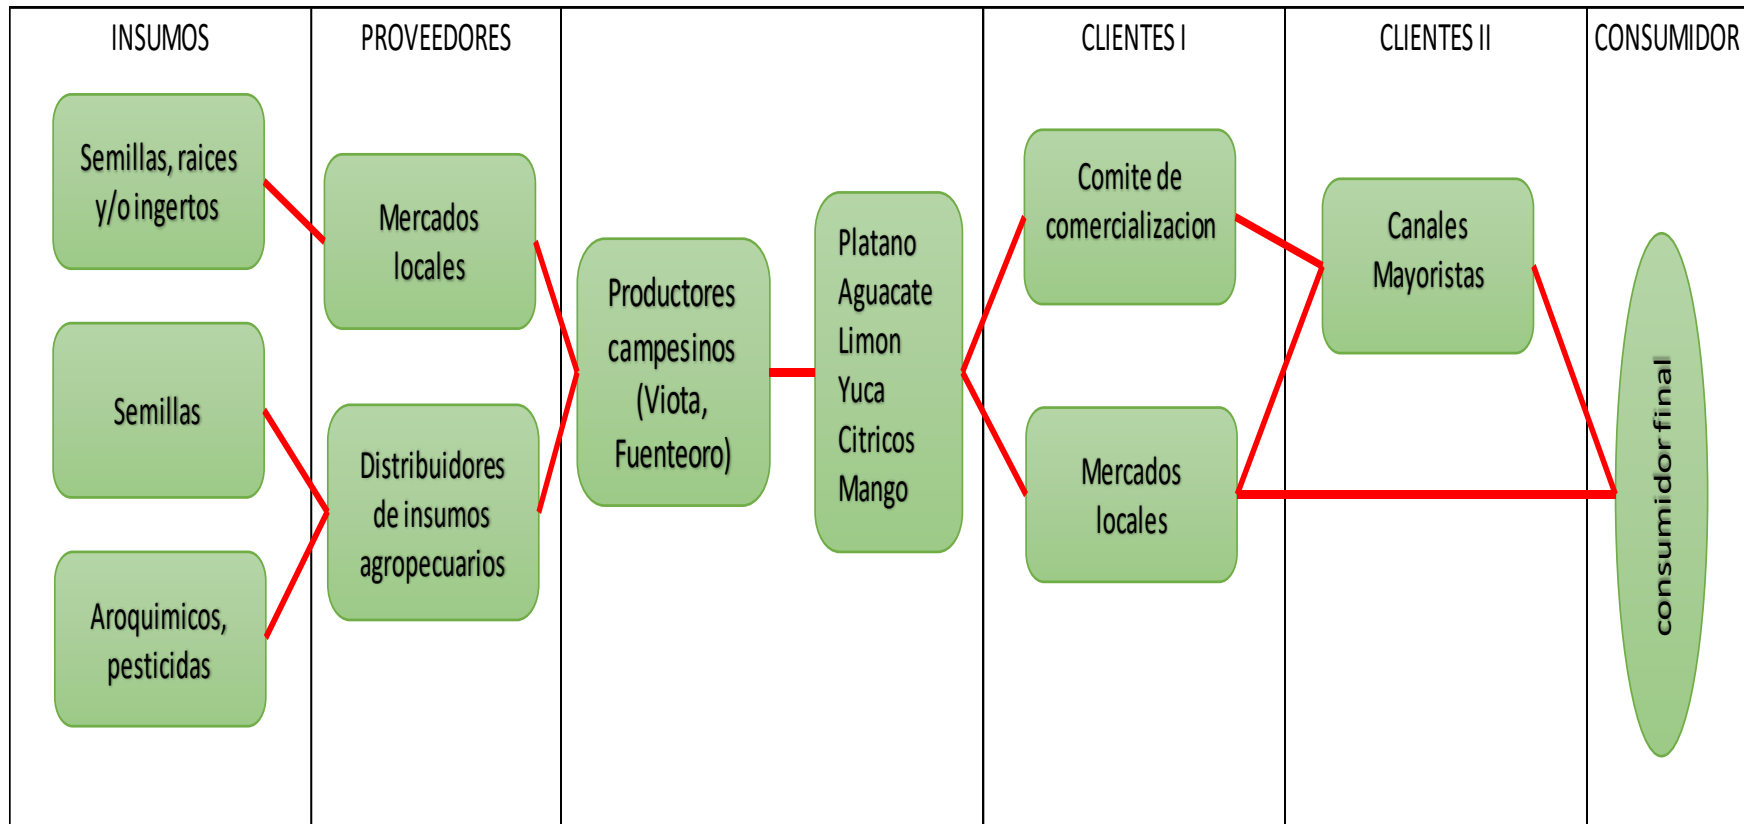 INSUMOS
PROVEEDORES
CLIENTES I
CLIENTES II
CONSUMIDOR
Semillas, raices
y/o ingertos
Semillas
Aroquimicos,
pesticidas
Mercados
locales
Distribuidores
de insumos
agropecuarios
Productores
campesinos
(Viota,
Fuenteoro)
Platano
Aguacate
Limon
Yuca
Citricos
Mango
Comite de
comercializacion
Mercados
locales
Canales
Mayoristas
consumidor final